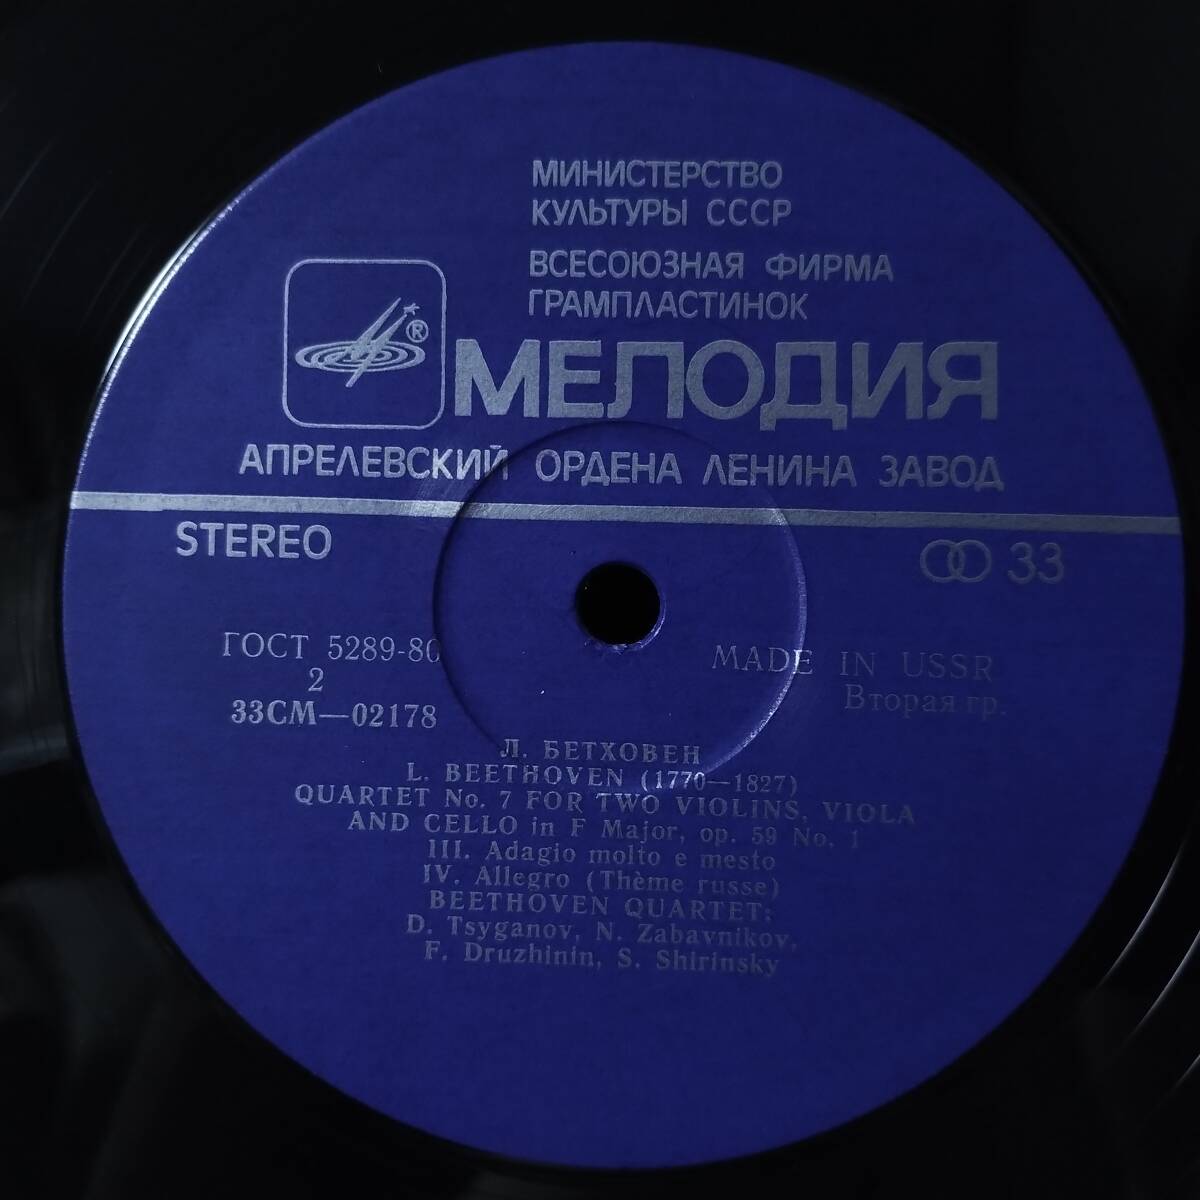 МИНИСТЕРСТВО
КУЛЬТУРЫ СССР
ВСЕСОЮЗНАЯ ФИРМА
ГРАМПЛАСТИНОК
®
МЕЛОДИЯ
АПРЕЛЕВСКИЙ ОРДЕНА ЛЕНИНА ЗАВОД
STEREO
33
ГОСТ 5289-80
2
33СМ—02178
MADE IN USSR
Вторая гр.
Л. БЕТХОВЕН
L. BEETHOVEN (1770—1827)
QUARTET No. 7 FOR TWO VIOLINS, VIOLA
AND CELLO in F Major, op. 59 No. 1
III. Adagio molto e mesto
IV. Allegro (Thème russe)
BEETHOVEN QUARTET:
D. Tsyganov, N. Zabavnikov,
F. Druzhinin, S. Shirinsky